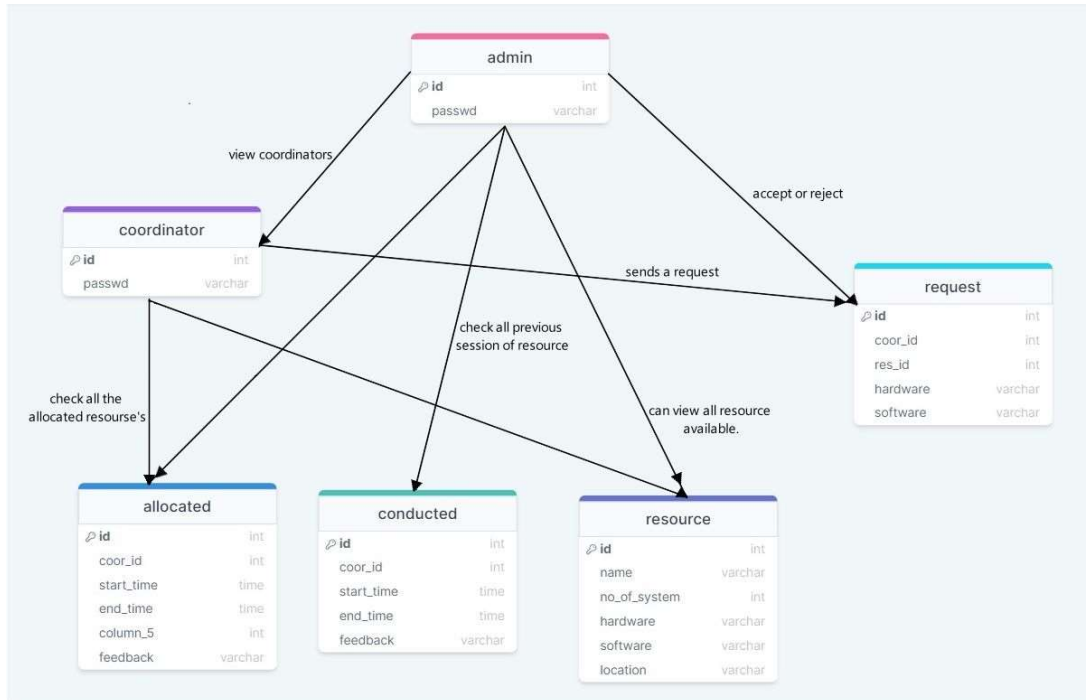 admin
id int
passwd varchar
view coordinators
accept or reject
coordinator
id int
passwd varchar
sends a request
request
id int
coor_id int
res_id int
hardware varchar
software varchar
check all previous
session of resource
check all the
allocated resourse's
can view all resource
available.
allocated
id int
coor_id int
start_time time
end_time time
column_5 int
feedback varchar
conducted
id int
coor_id int
start_time time
end_time time
feedback varchar
resource
id int
name varchar
no_of_system int
hardware varchar
software varchar
location varchar